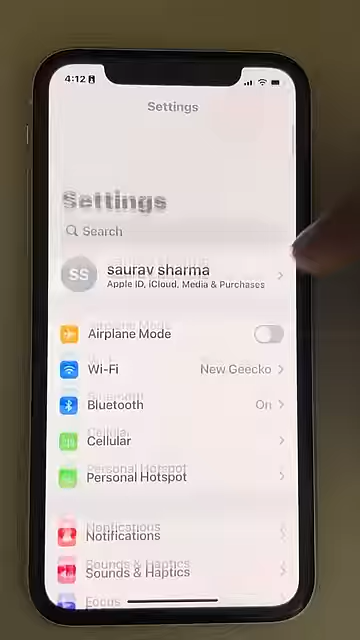 4:12
Settings
Settings
Search
SS
saurav sharma
Apple ID, iCloud, Media & Purchases
Airplane Mode
Wi-Fi
New Geecko
Bluetooth
On
Cellular
Personal Hotspot
Notifications
Sounds & Haptics
Focus